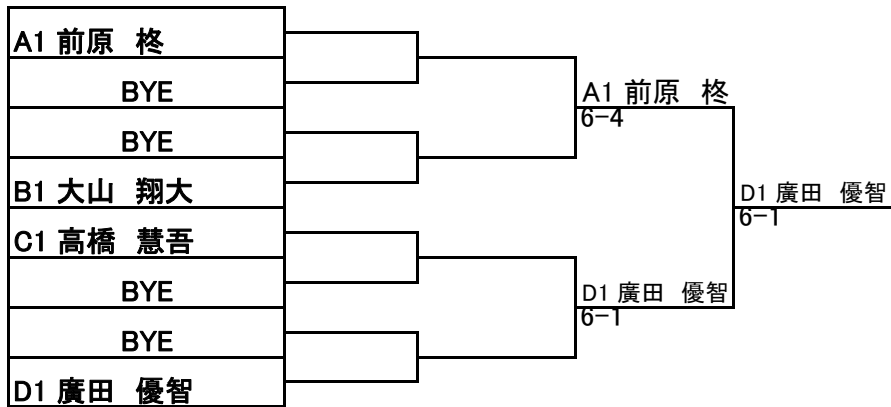 A1 前原　柊
BYE
BYE
B1 大山　翔大
C1 高橋　慧吾
BYE
BYE
D1 廣田　優智
A1 前原　柊
6-4
D1 廣田　優智
6-1
D1 廣田　優智
6-1